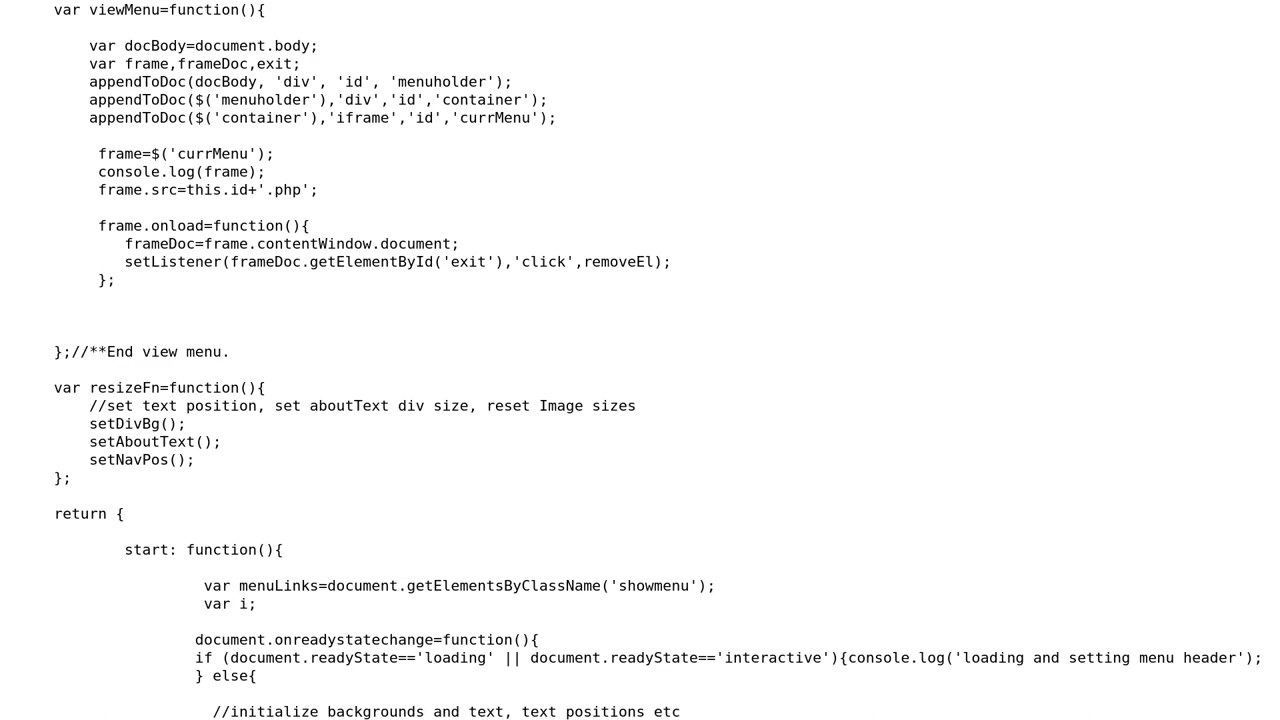 var viewMenu=function(){
var docBody=document.body;
var frame,frameDoc,exit;
appendToDoc(docBody, 'div', 'id', 'menuholder');
appendToDoc($('menuholder'),'div','id','container');
appendToDoc($('container'),'iframe','id','currMenu');
frame=$('currMenu');
console.log(frame);
frame.src=this.id+'.php';
frame.onload=function(){
frameDoc=frame.contentWindow.document;
setListener(frameDoc.getElementById('exit'),'click',removeEl);
};
};//**End view menu.
var resizeFn=function(){
//set text position, set aboutText div size, reset Image sizes
setDivBg();
setAboutText();
setNavPos();
};
return {
start: function(){
var menuLinks=document.getElementsByClassName('showmenu');
var i;
document.onreadystatechange=function(){
if (document.readyState=='loading' || document.readyState=='interactive'){console.log('loading and setting menu header');
} else{
//initialize backgrounds and text, text positions etc